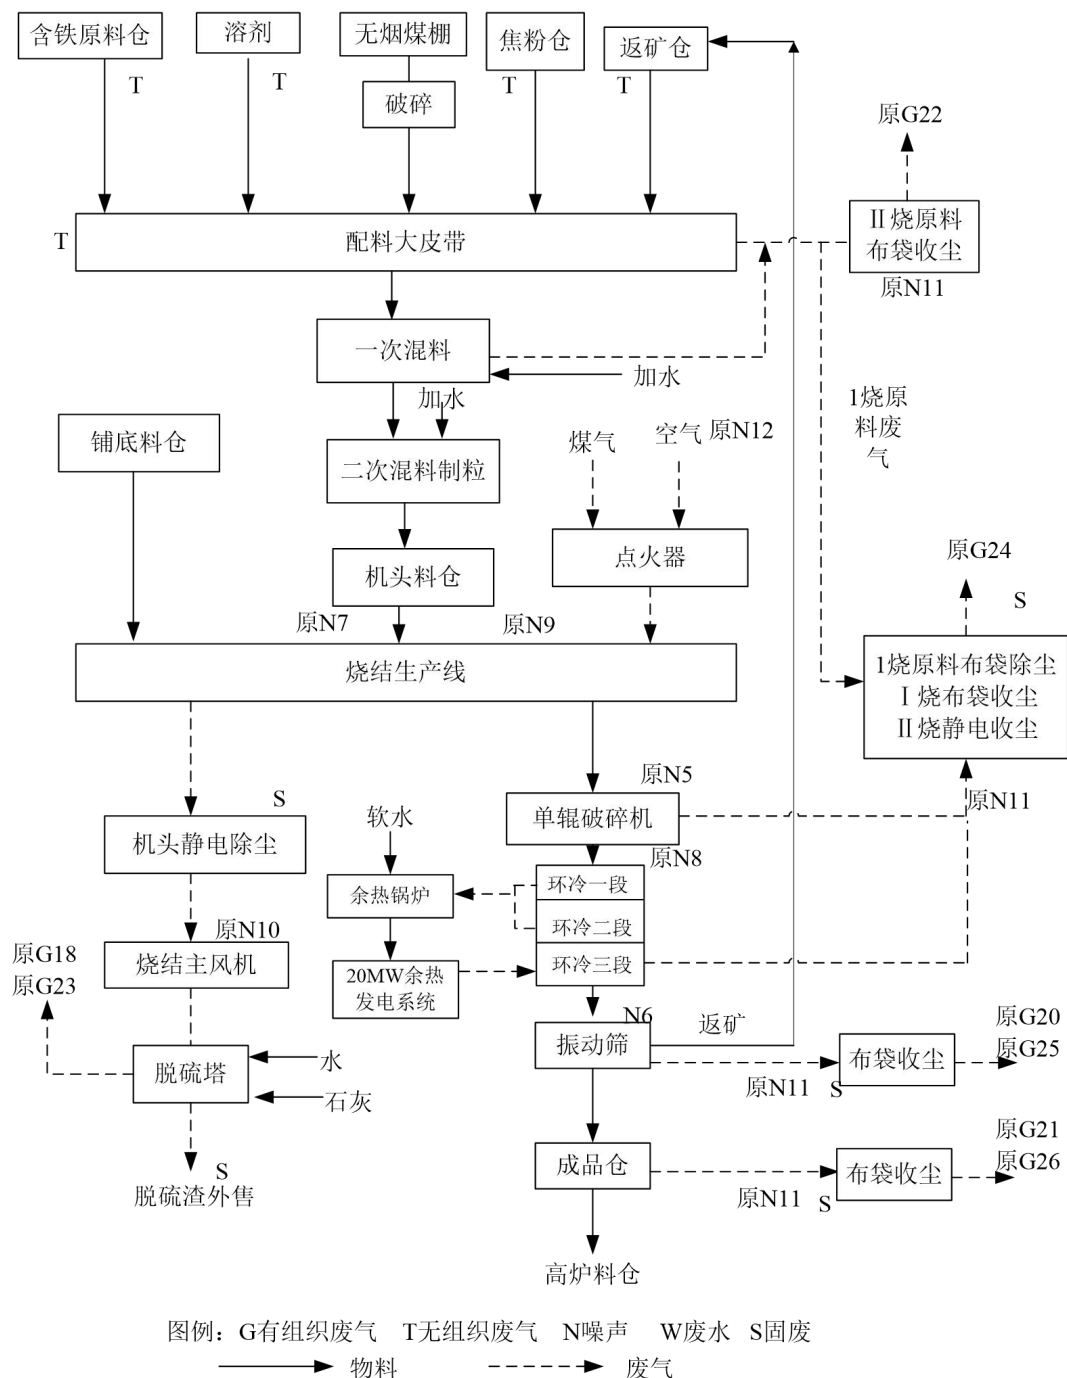 含铁原料仓
溶剂
无烟煤棚
焦粉仓
返矿仓
T
T
T
T
破碎
原G22
Ⅱ烧原料
布袋收尘
原N11
T
配料大皮带
一次混料
加水
加水
1烧原
料废
气
铺底料仓
二次混料制粒
煤气
空气
原N12
点火器
机头料仓
原G24
S
原N7
原N9
烧结生产线
1烧原料布袋除尘
Ⅰ烧布袋收尘
Ⅱ烧静电收尘
原N5
S
原N11
机头静电除尘
软水
单辊破碎机
原N8
余热锅炉
环冷一段
环冷二段
环冷三段
原N10
原G18
原G23
烧结主风机
20MW余热
发电系统
N6
返矿
振动筛
布袋收尘
原G20
原G25
原N11
S
脱硫塔
水
石灰
S
脱硫渣外售
成品仓
布袋收尘
原G21
原G26
原N11
S
高炉料仓
图例：G有组织废气 T无组织废气 N噪声 W废水 S固废
物料 废气